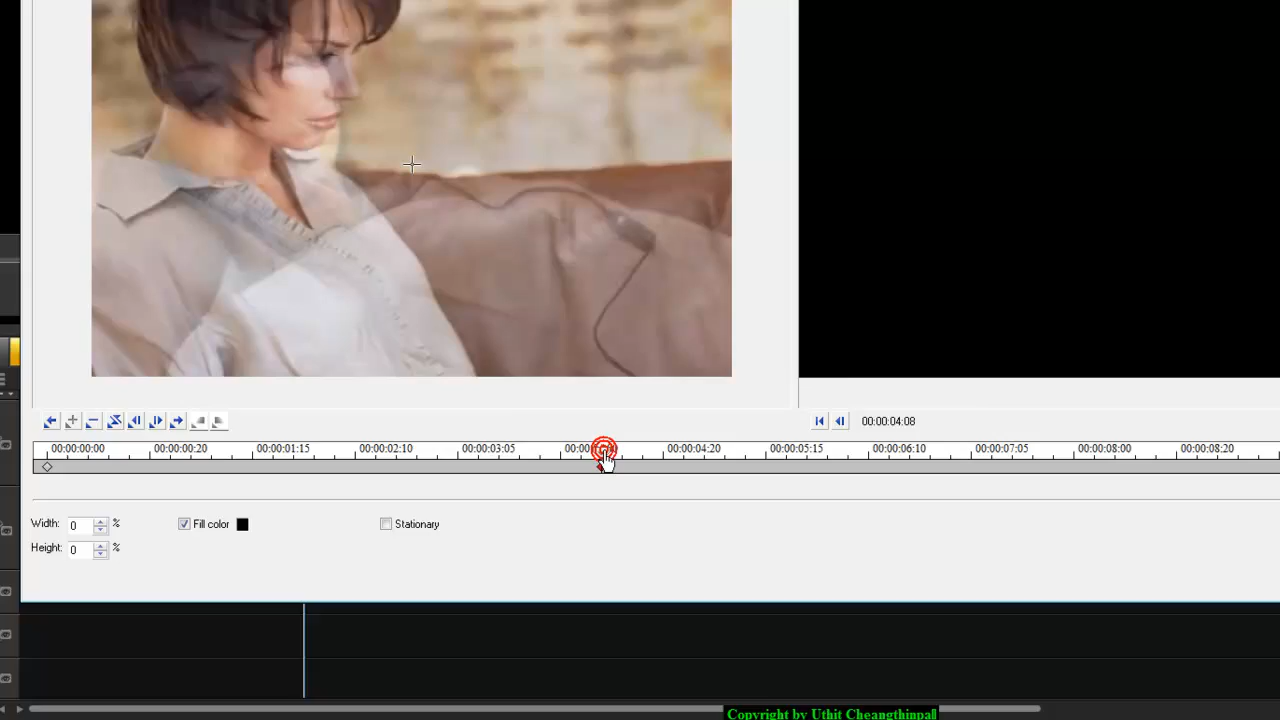 00:00:04:08
00:00:00:00 00:00:00:20 00:00:01:15 00:00:02:10 00:00:03:05 00:00:04:20 00:00:05:15 00:00:06:10 00:00:07:05 00:00:08:00 00:00:08:20
Width: 0 % Fill color Stationary
Height: 0 %
Copyright by Uthit Cheangthinpall